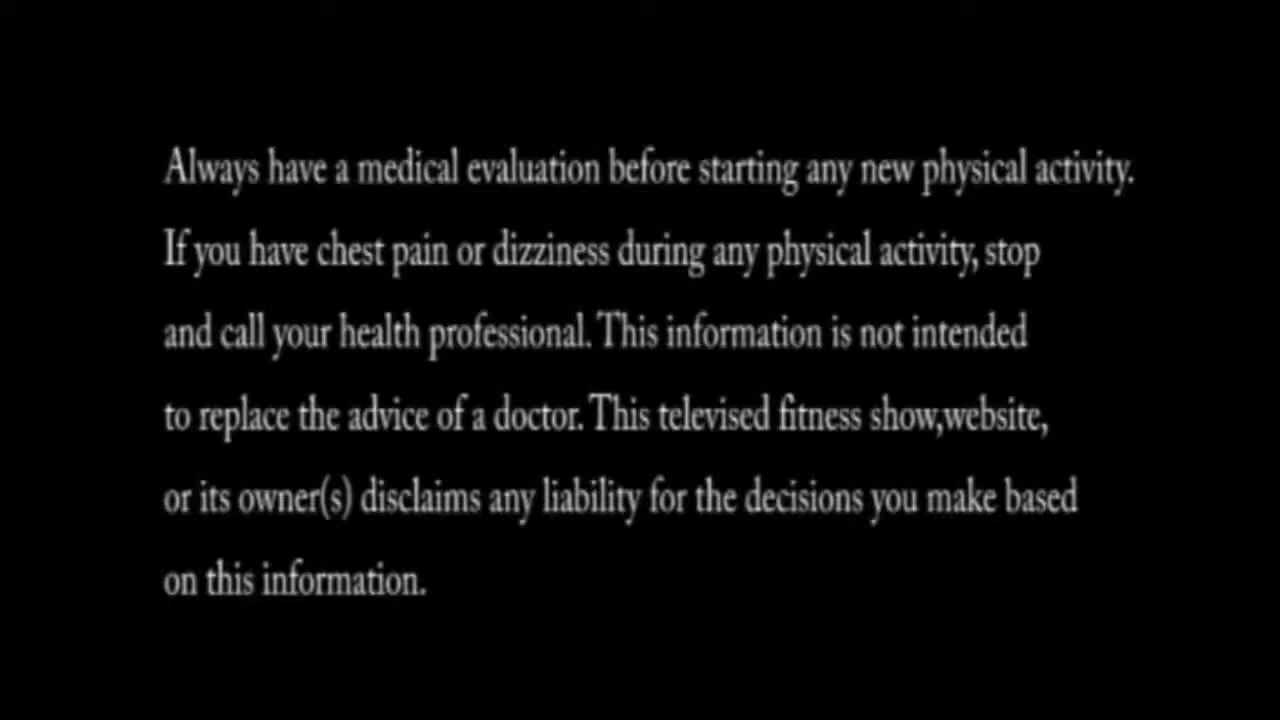 Always have a medical evaluation before starting any new physical activity.
If you have chest pain or dizziness during any physical activity, stop
and call your health professional. This information is not intended
to replace the advice of a doctor. This televised fitness show,website,
or its owner(s) disclaims any liability for the decisions you make based
on this information.